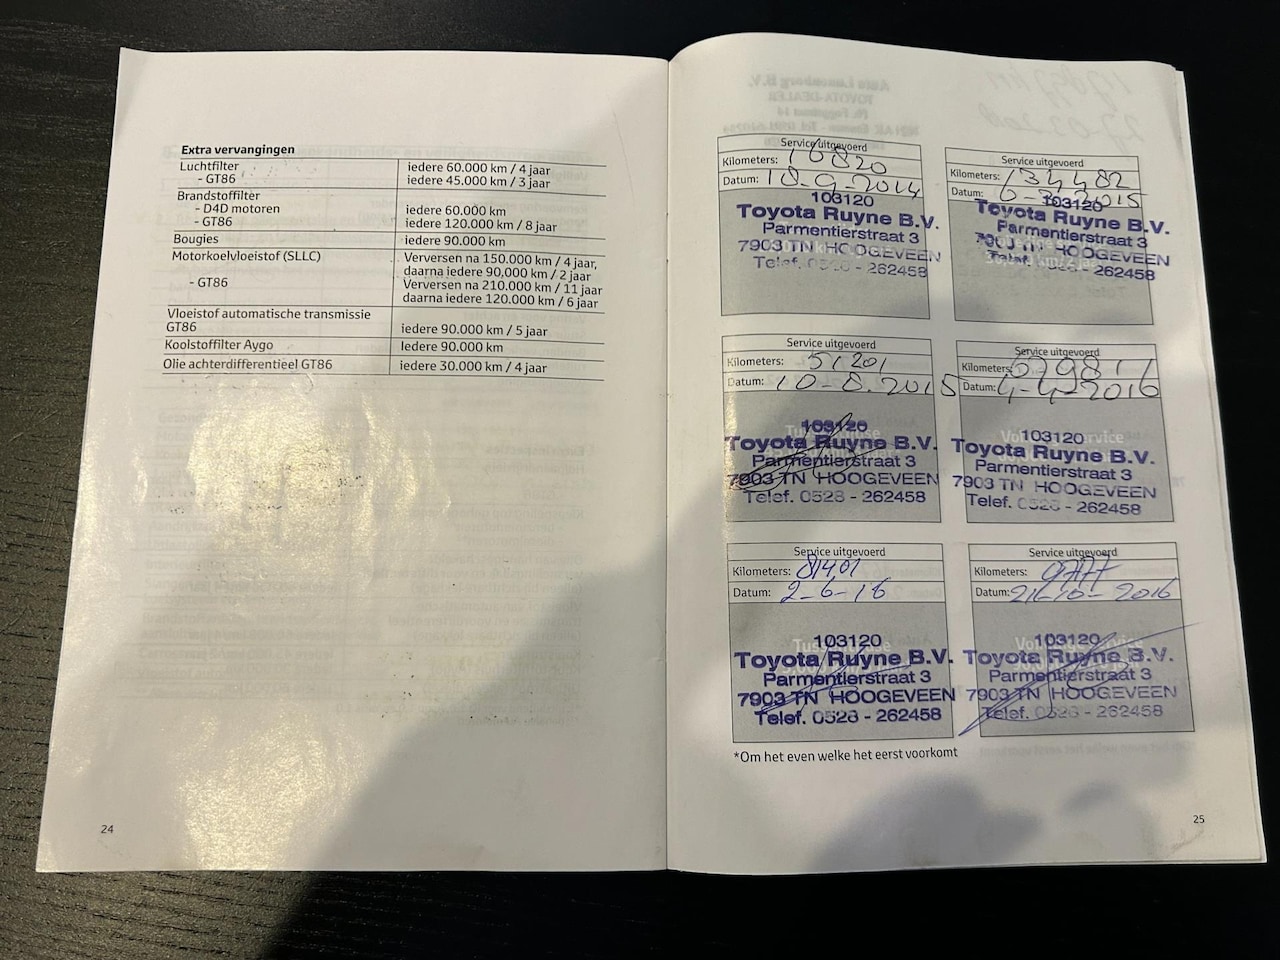 Extra vervangingen
Luchtfilter iedere 60.000 km / 4 jaar
- GT86 iedere 45.000 km / 3 jaar
Brandstoffilter
- D4D motoren iedere 60.000 km
- GT86 iedere 120.000 km / 8 jaar
Bougies iedere 90.000 km
Motorkoelvloeistof (SLLC) Verversen na 150.000 km / 4 jaar,
daarna iedere 90,000 km / 2 jaar
- GT86 Verversen na 210.000 km / 11 jaar
daarna iedere 120.000 km / 6 jaar
Vloeistof automatische transmissie
GT86 iedere 90.000 km / 5 jaar
Koolstoffilter Aygo iedere 90.000 km
Olie achterdifferentieel GT86 iedere 30.000 km / 4 jaar
24
Service uitgevoerd
Kilometers: 16820
Datum: 18-9-2014
103120
Toyota Ruyne B.V.
Parmentierstraat 3
7903 TN HOOGEVEEN
Telef. 0528 - 262458
Service uitgevoerd
Kilometers:
Datum:
103120
Toyota Ruyne B.V.
Parmentierstraat 3
7903 TN HOOGEVEEN
Telef. 0528 - 262458
Service uitgevoerd
Kilometers: 51201
Datum: 10-8-2015
103120
Toyota Ruyne B.V.
Parmentierstraat 3
7903 TN HOOGEVEEN
Telef. 0528 - 262458
Service uitgevoerd
Kilometers:
Datum: 4-4-2016
103120
Toyota Ruyne B.V.
Parmentierstraat 3
7903 TN HOOGEVEEN
Telef. 0528 - 262458
Service uitgevoerd
Kilometers: 81401
Datum: 2-6-16
103120
Toyota Ruyne B.V.
Parmentierstraat 3
7903 TN HOOGEVEEN
Telef. 0528 - 262458
Service uitgevoerd
Kilometers:
Datum:
103120
Toyota Ruyne B.V.
Parmentierstraat 3
7903 TN HOOGEVEEN
Telef. 0528 - 262458
*Om het even welke het eerst voorkomt
25